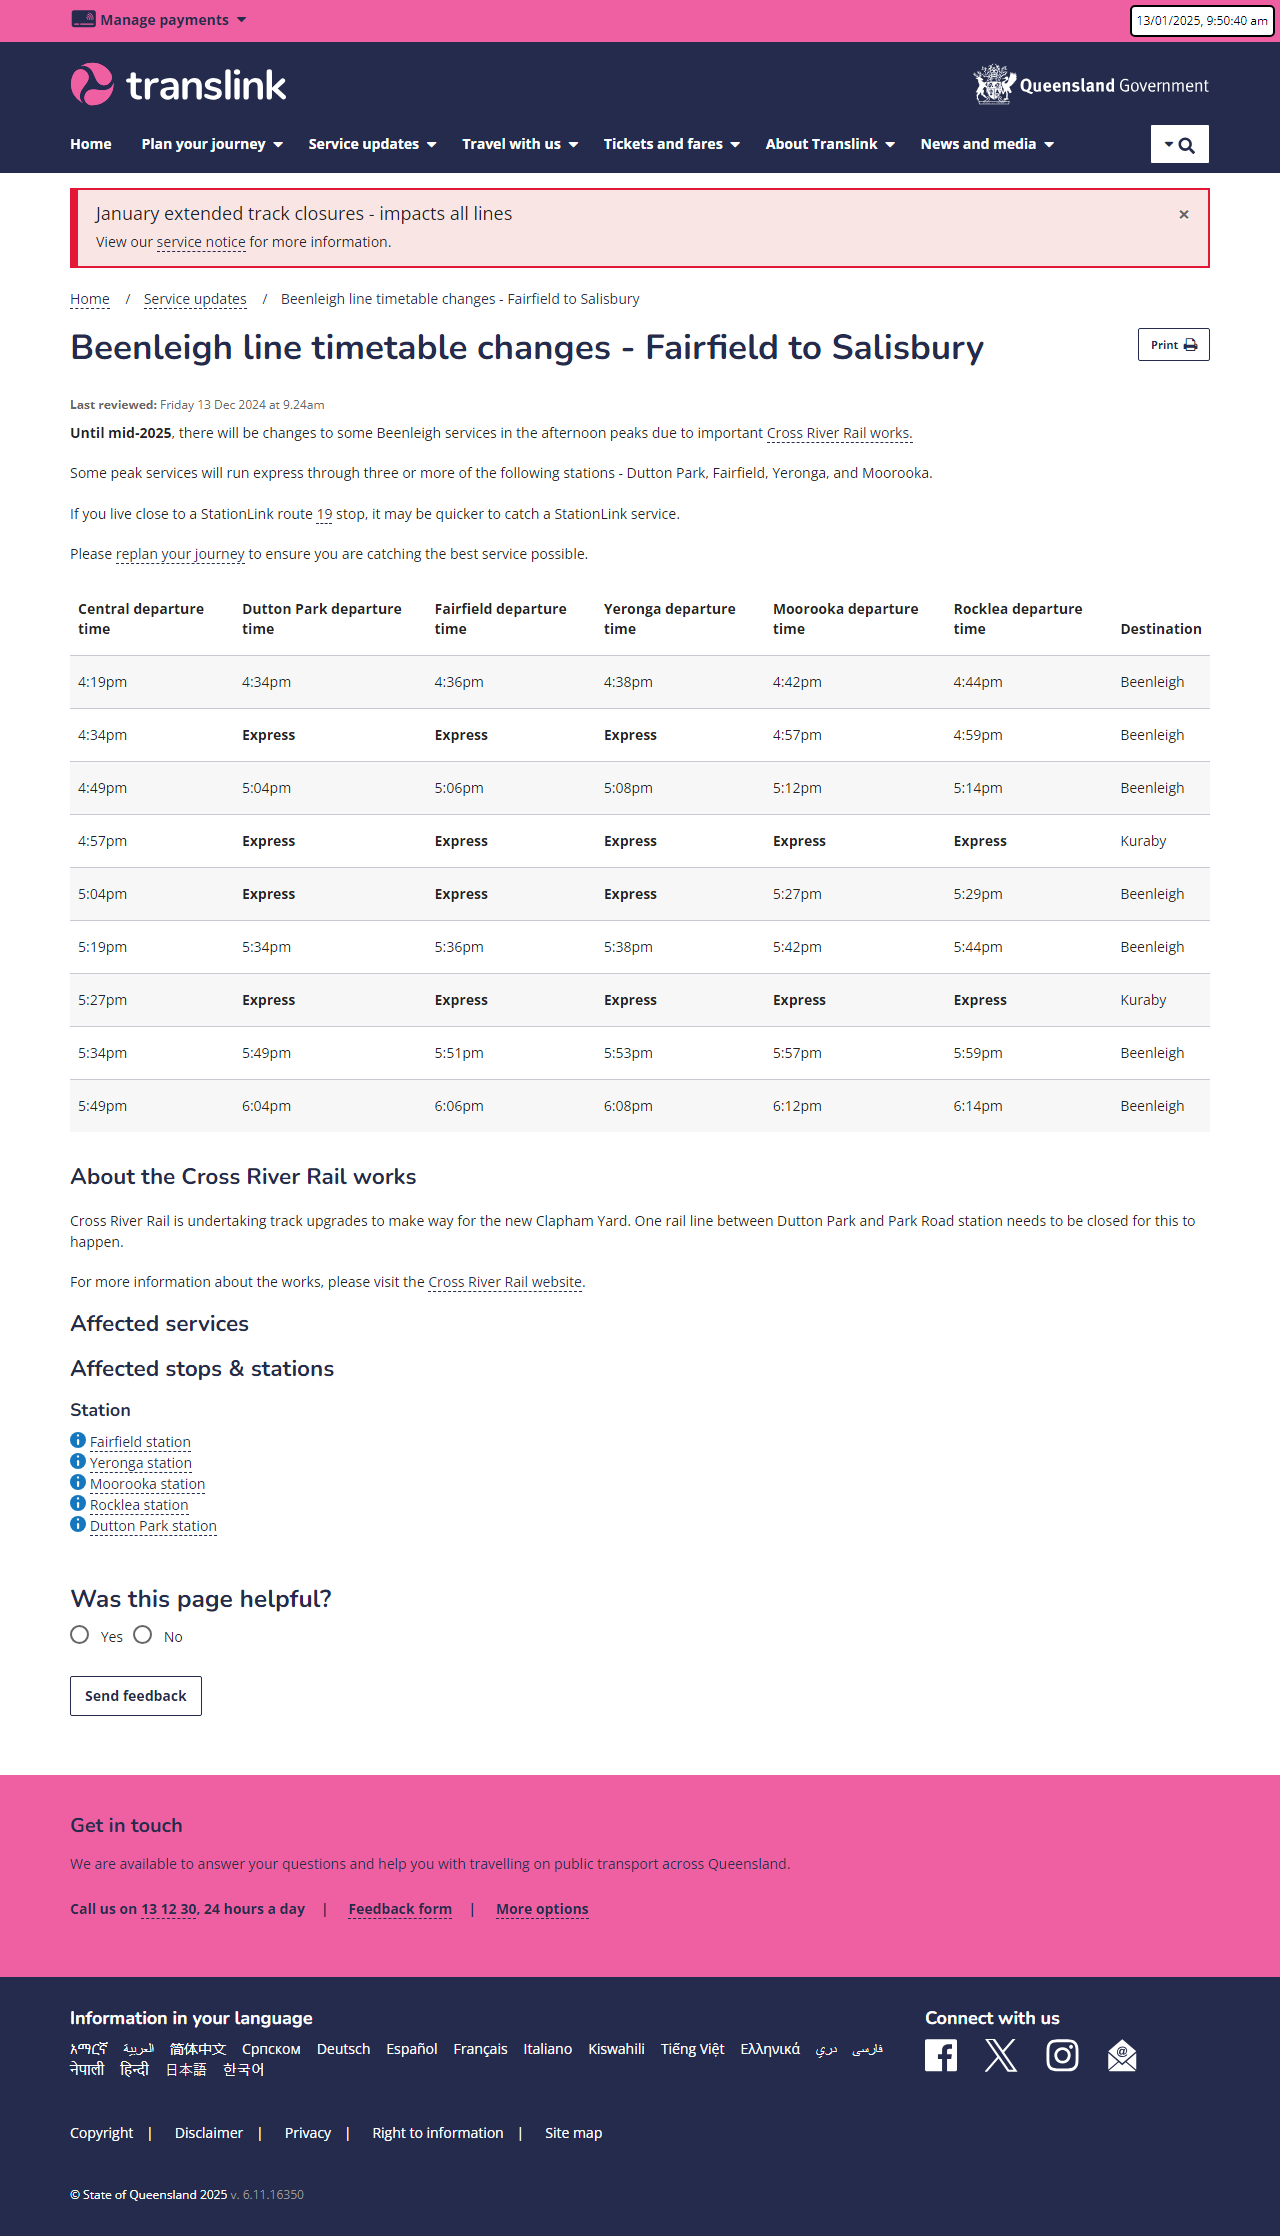 Manage payments
13/01/2025, 9:50:40 am
translink
Queensland Government
Home Plan your journey Service updates Travel with us Tickets and fares About Translink News and media
January extended track closures - impacts all lines ×
View our service notice for more information.
Home / Service updates / Beenleigh line timetable changes - Fairfield to Salisbury
Beenleigh line timetable changes - Fairfield to Salisbury
Print
Last reviewed: Friday 13 Dec 2024 at 9.24am
Until mid-2025, there will be changes to some Beenleigh services in the afternoon peaks due to important Cross River Rail works.
Some peak services will run express through three or more of the following stations - Dutton Park, Fairfield, Yeronga, and Moorooka.
If you live close to a StationLink route 19 stop, it may be quicker to catch a StationLink service.
Please replan your journey to ensure you are catching the best service possible.
Central departure time Dutton Park departure time Fairfield departure time Yeronga departure time Moorooka departure time Rocklea departure time Destination
4:19pm 4:34pm 4:36pm 4:38pm 4:42pm 4:44pm Beenleigh
4:34pm Express Express Express 4:57pm 4:59pm Beenleigh
4:49pm 5:04pm 5:06pm 5:08pm 5:12pm 5:14pm Beenleigh
4:57pm Express Express Express Express Express Kuraby
5:04pm Express Express Express 5:27pm 5:29pm Beenleigh
5:19pm 5:34pm 5:36pm 5:38pm 5:42pm 5:44pm Beenleigh
5:27pm Express Express Express Express Express Kuraby
5:34pm 5:49pm 5:51pm 5:53pm 5:57pm 5:59pm Beenleigh
5:49pm 6:04pm 6:06pm 6:08pm 6:12pm 6:14pm Beenleigh
About the Cross River Rail works
Cross River Rail is undertaking track upgrades to make way for the new Clapham Yard. One rail line between Dutton Park and Park Road station needs to be closed for this to
happen.
For more information about the works, please visit the Cross River Rail website.
Affected services
Affected stops & stations
Station
Fairfield station
Yeronga station
Moorooka station
Rocklea station
Dutton Park station
Was this page helpful?
Yes No
Send feedback
Get in touch
We are available to answer your questions and help you with travelling on public transport across Queensland.
Call us on 13 12 30, 24 hours a day | Feedback form | More options
Information in your language
አማርኛ العربية 简体中文 Српском Deutsch Español Français Italiano Kiswahili Tiếng Việt Ελληνικά دري فارسی
नेपाली हिन्दी 日本語 한국어
Connect with us
Copyright | Disclaimer | Privacy | Right to information | Site map
© State of Queensland 2025 v. 6.11.16350